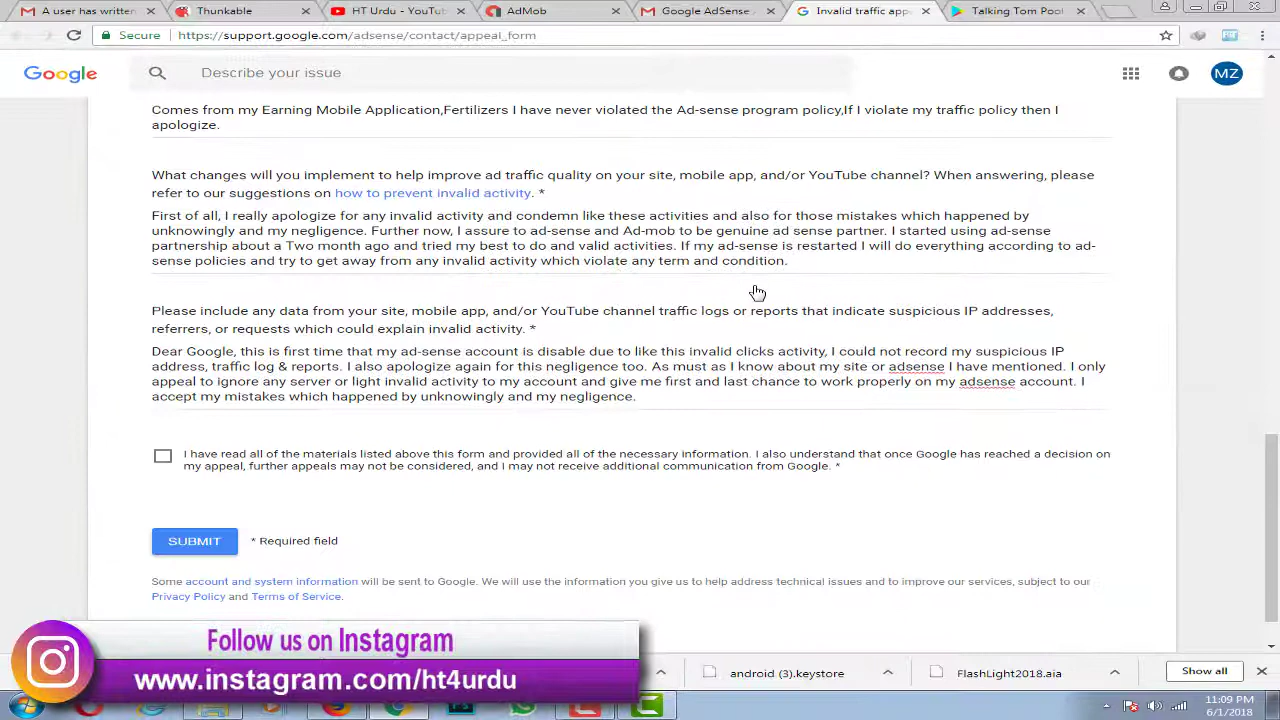 A user has written
Thunkable
HT Urdu - YouTub
AdMob
Google AdSense
Invalid traffic app
Talking Tom Pool
Secure https://support.google.com/adsense/contact/appeal_form
Google Describe your issue MZ
Comes from my Earning Mobile Application,Fertilizers I have never violated the Ad-sense program policy,If I violate my traffic policy then I
apologize.
What changes will you implement to help improve ad traffic quality on your site, mobile app, and/or YouTube channel? When answering, please
refer to our suggestions on how to prevent invalid activity. *
First of all, I really apologize for any invalid activity and condemn like these activities and also for those mistakes which happened by
unknowingly and my negligence. Further now, I assure to ad-sense and Ad-mob to be genuine ad sense partner. I started using ad-sense
partnership about a Two month ago and tried my best to do and valid activities. If my ad-sense is restarted I will do everything according to ad-
sense policies and try to get away from any invalid activity which violate any term and condition.
Please include any data from your site, mobile app, and/or YouTube channel traffic logs or reports that indicate suspicious IP addresses,
referrers, or requests which could explain invalid activity. *
Dear Google, this is first time that my ad-sense account is disable due to like this invalid clicks activity, I could not record my suspicious IP
address, traffic log & reports. I also apologize again for this negligence too. As must as I know about my site or adsense I have mentioned. I only
appeal to ignore any server or light invalid activity to my account and give me first and last chance to work properly on my adsense account. I
accept my mistakes which happened by unknowingly and my negligence.
I have read all of the materials listed above this form and provided all of the necessary information. I also understand that once Google has reached a decision on
my appeal, further appeals may not be considered, and I may not receive additional communication from Google. *
SUBMIT * Required field
Some account and system information will be sent to Google. We will use the information you give us to help address technical issues and to improve our services, subject to our
Privacy Policy and Terms of Service.
Follow us on Instagram
www.instagram.com/ht4urdu
android (3).keystore
FlashLight2018.aia
Show all
11:09 PM
6/1/2018